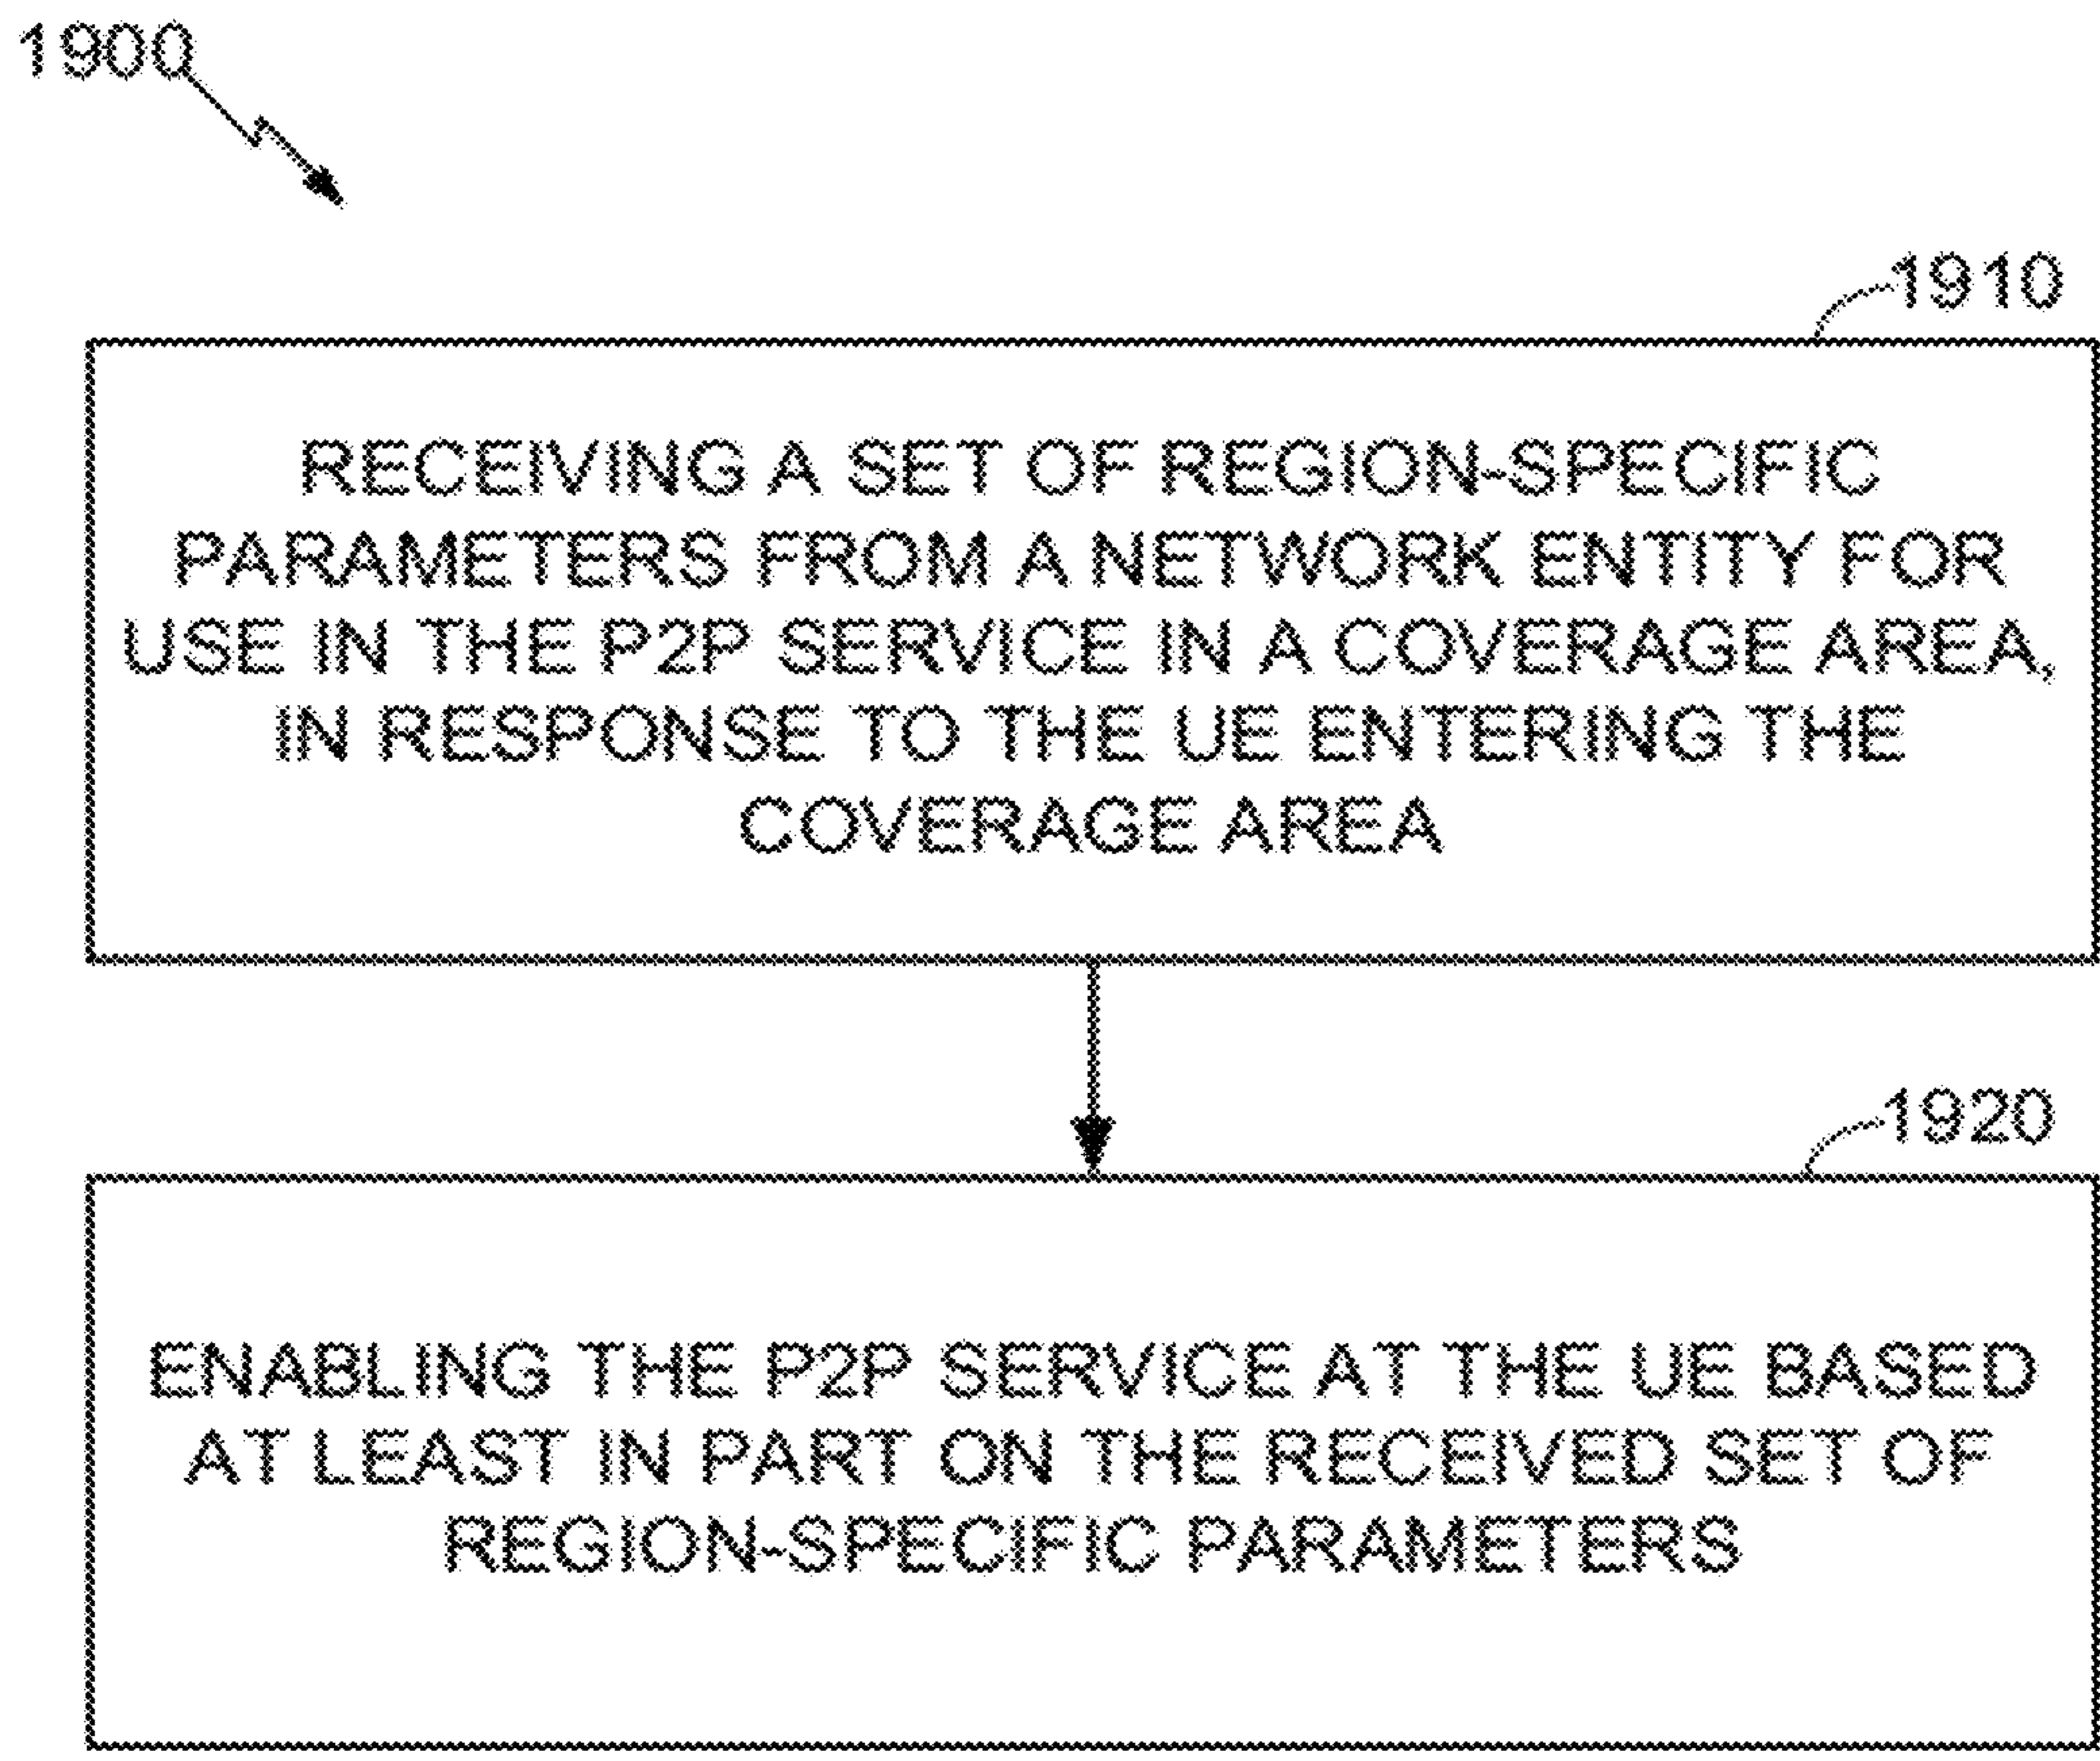 1900
1910
RECEIVING A SET OF REGION-SPECIFIC
PARAMETERS FROM A NETWORK ENTITY FOR
USE IN THE P2P SERVICE IN A COVERAGE AREA,
IN RESPONSE TO THE UE ENTERING THE
COVERAGE AREA
1920
ENABLING THE P2P SERVICE AT THE UE BASED
AT LEAST IN PART ON THE RECEIVED SET OF
REGION-SPECIFIC PARAMETERS